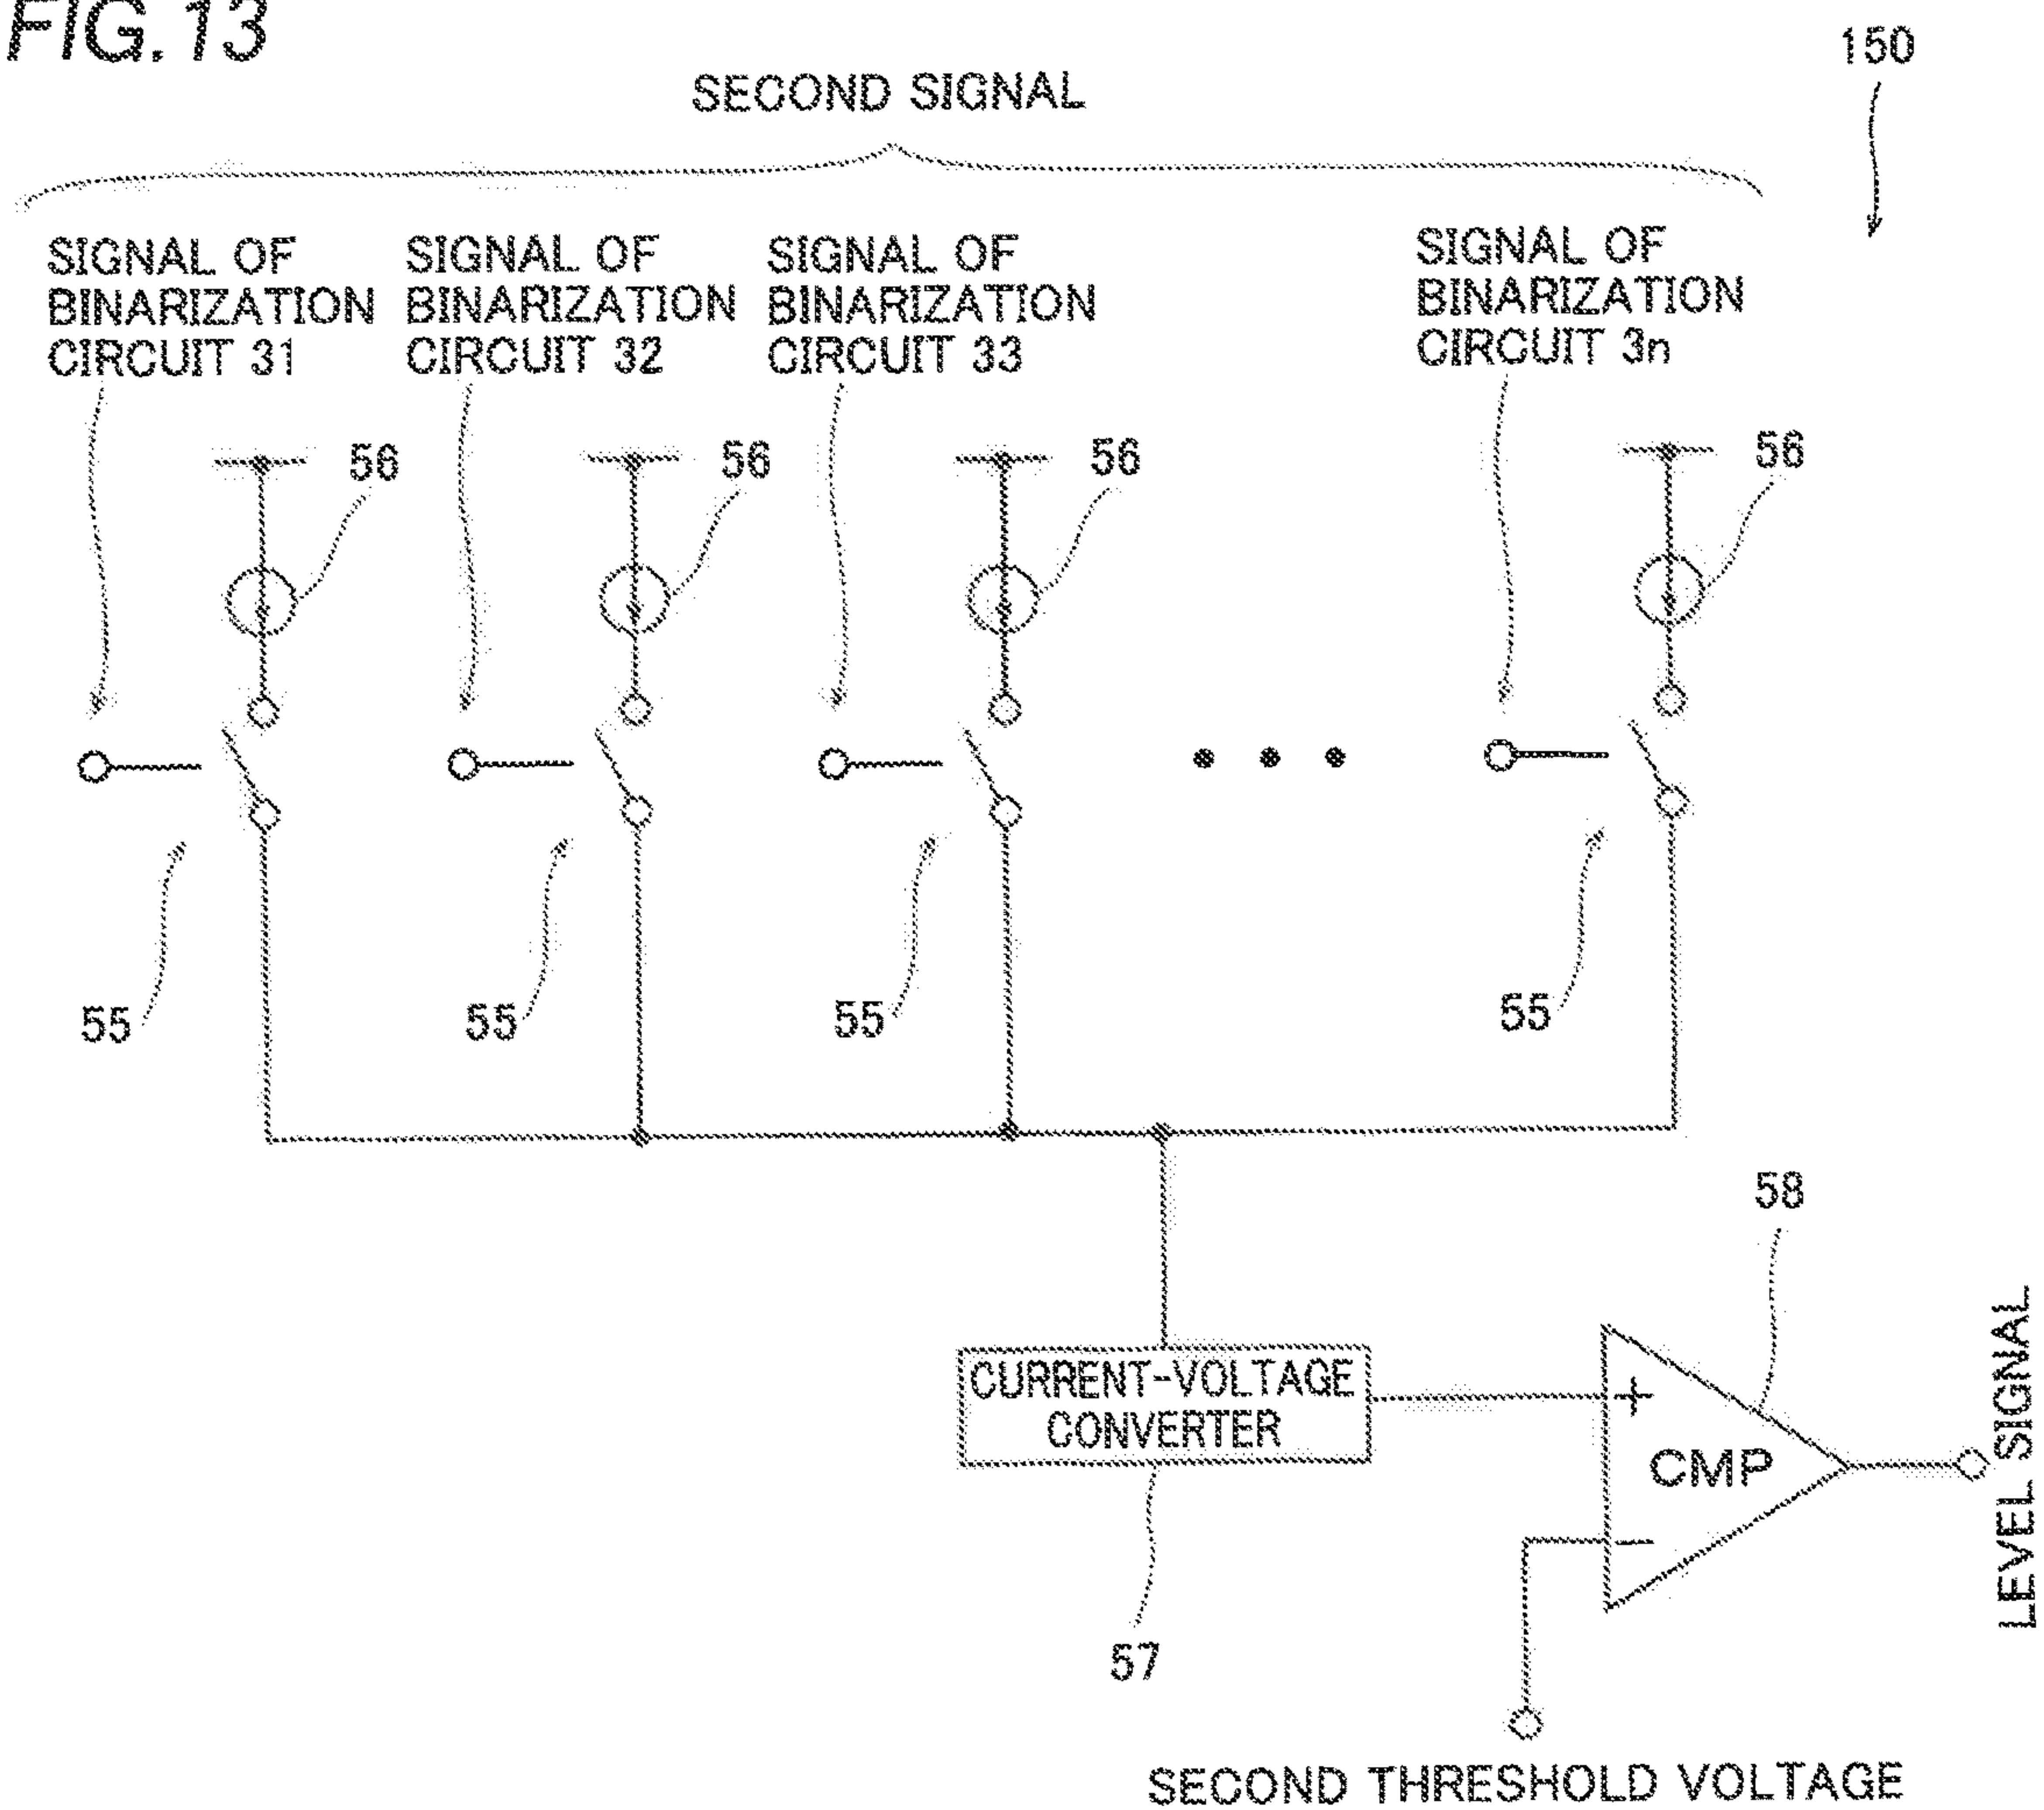 FIG. 13
150
SECOND SIGNAL
SIGNAL OF
BINARIZATION
CIRCUIT 31
SIGNAL OF
BINARIZATION
CIRCUIT 32
SIGNAL OF
BINARIZATION
CIRCUIT 33
SIGNAL OF
BINARIZATION
CIRCUIT 3n
56
56
56
56
55
55
55
55
58
CURRENT-VOLTAGE
CONVERTER
+
CMP
−
LEVEL SIGNAL
57
SECOND THRESHOLD VOLTAGE